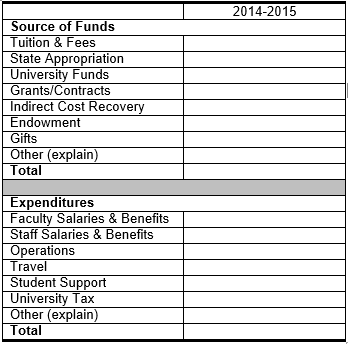 2014-2015
Source of Funds
Tuition & Fees
State Appropriation
University Funds
Grants/Contracts
Indirect Cost Recovery
Endowment
Gifts
Other (explain)
Total
Expenditures
Faculty Salaries & Benefits
Staff Salaries & Benefits
Operations
Travel
Student Support
University Tax
Other (explain)
Total